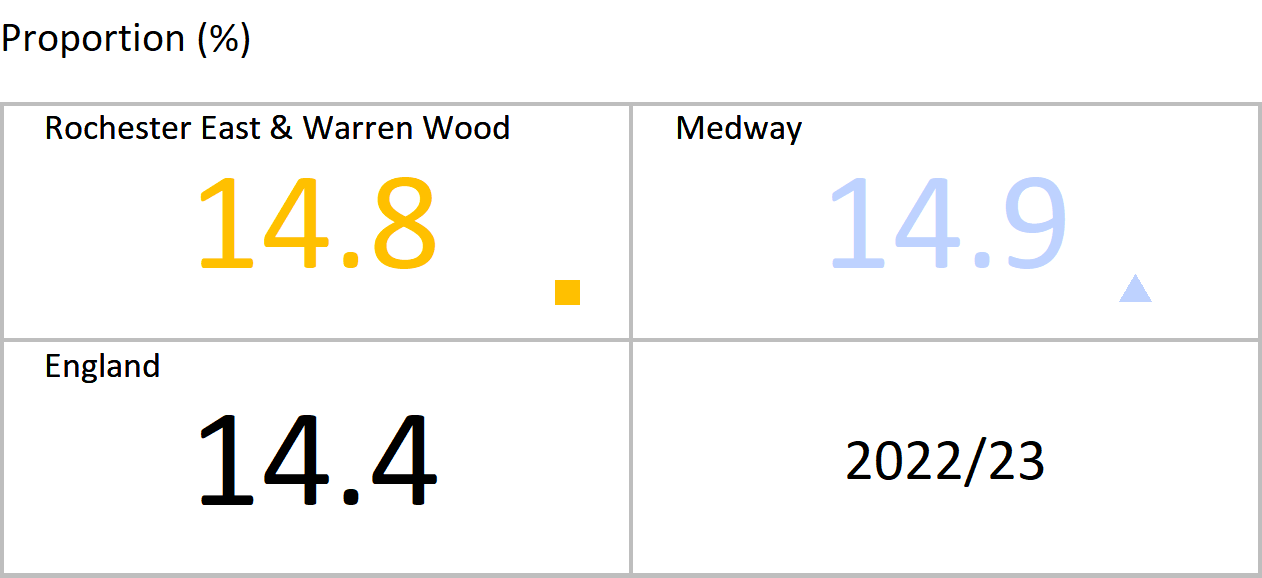 Proportion (%)
Rochester East & Warren Wood
14.8
Medway
14.9
England
14.4
2022/23